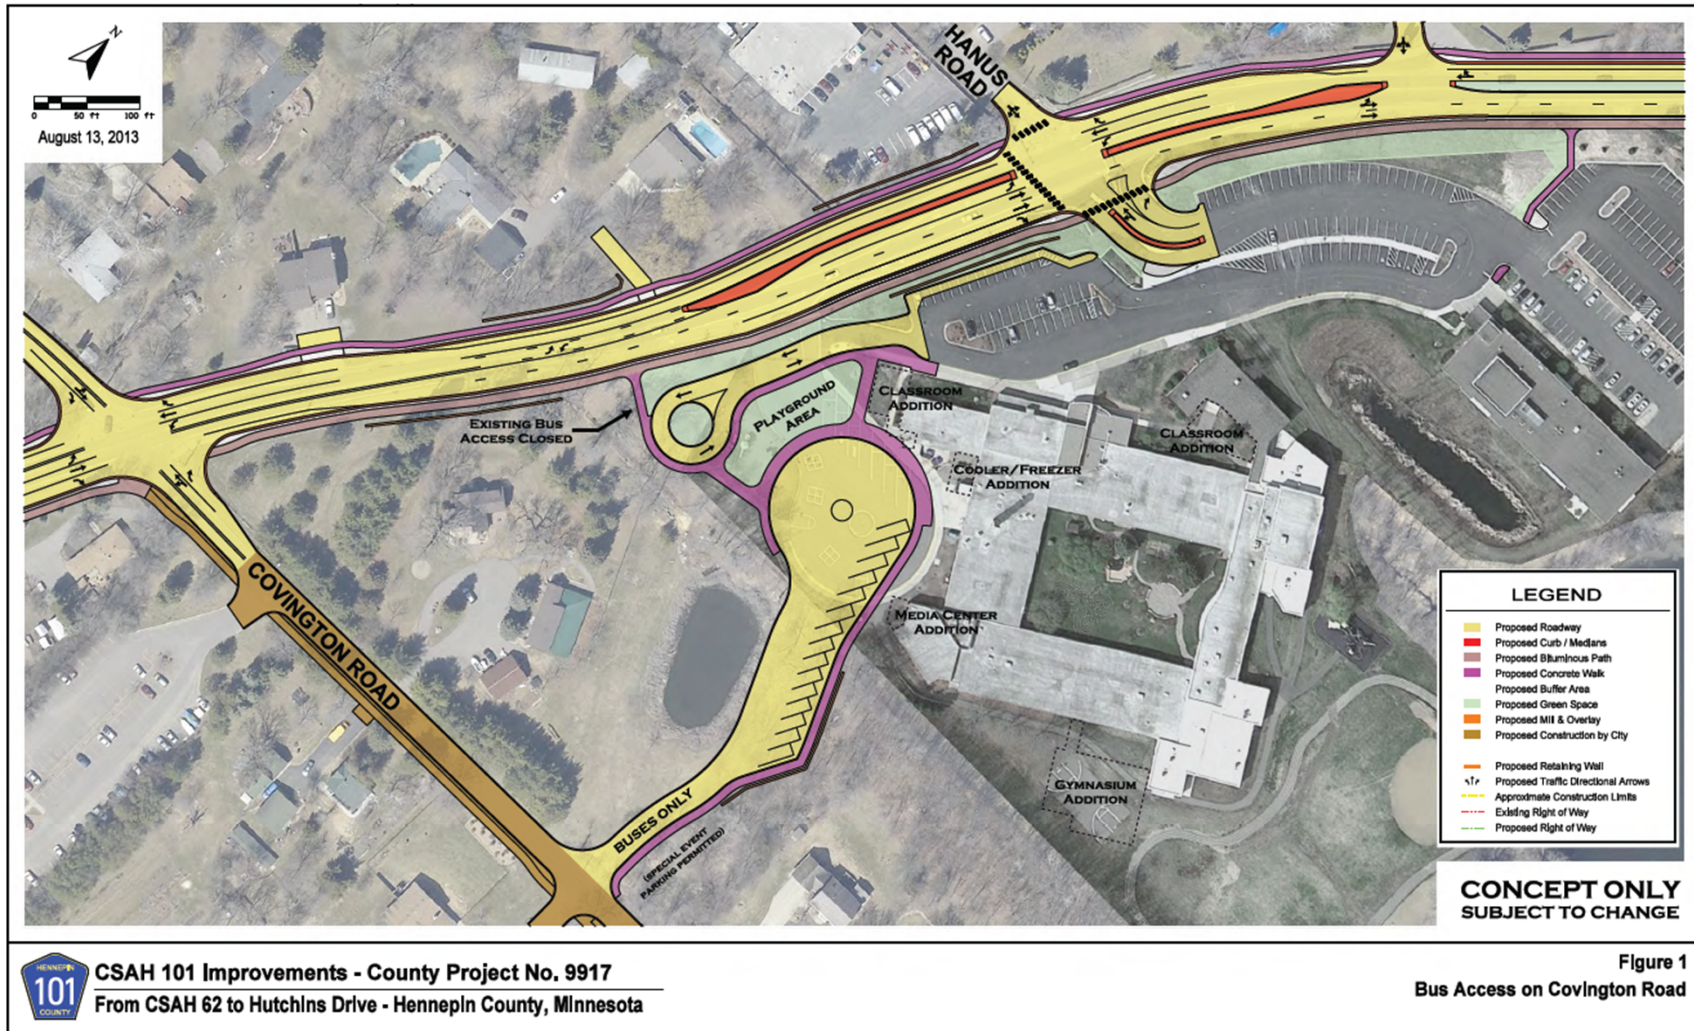 N
0 50 ft 100 ft
August 13, 2013
HANUS
ROAD
EXISTING BUS
ACCESS CLOSED
PLAYGROUND
AREA
CLASSROOM
ADDITION
CLASSROOM
ADDITION
COOLER/FREEZER
ADDITION
MEDIA CENTER
ADDITION
GYMNASIUM
ADDITION
COVINGTON ROAD
BUSES ONLY
(SPECIAL EVENT
PARKING PERMITTED)
LEGEND
Proposed Roadway
Proposed Curb / Medians
Proposed Bituminous Path
Proposed Concrete Walk
Proposed Buffer Area
Proposed Green Space
Proposed Mill & Overlay
Proposed Construction by City
Proposed Retaining Wall
Proposed Traffic Directional Arrows
Approximate Construction Limits
Existing Right of Way
Proposed Right of Way
CONCEPT ONLY
SUBJECT TO CHANGE
HENNEPIN
101
COUNTY
CSAH 101 Improvements - County Project No. 9917
From CSAH 62 to Hutchins Drive - Hennepin County, Minnesota
Figure 1
Bus Access on Covington Road